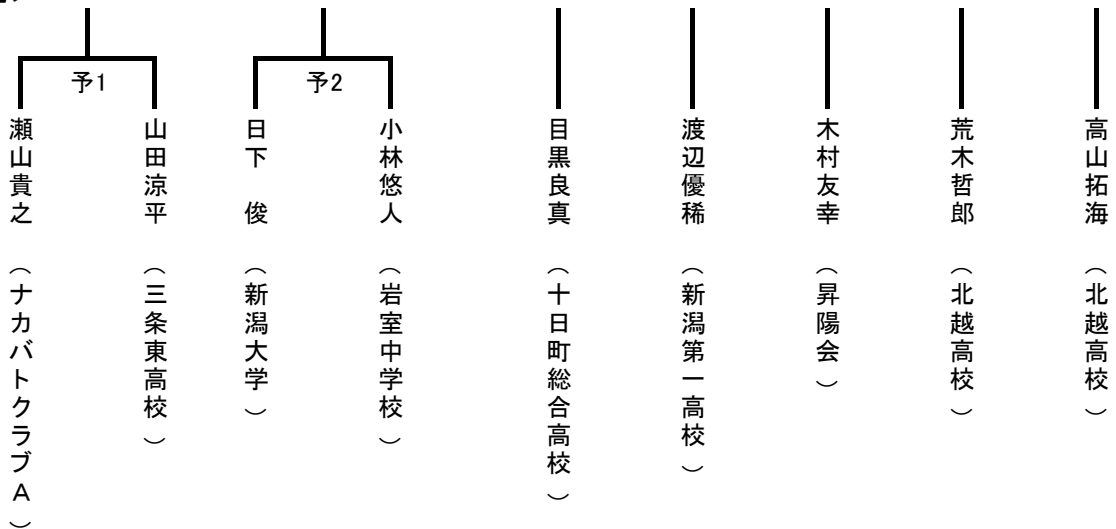 予1
予2
瀬山貴之 （ナカバトクラブA）
山田涼平 （三条東高校）
日下 俊 （新潟大学）
小林悠人 （岩室中学校）
目黒良真 （十日町総合高校）
渡辺優稀 （新潟第一高校）
木村友幸 （昇陽会）
荒木哲郎 （北越高校）
高山拓海 （北越高校）